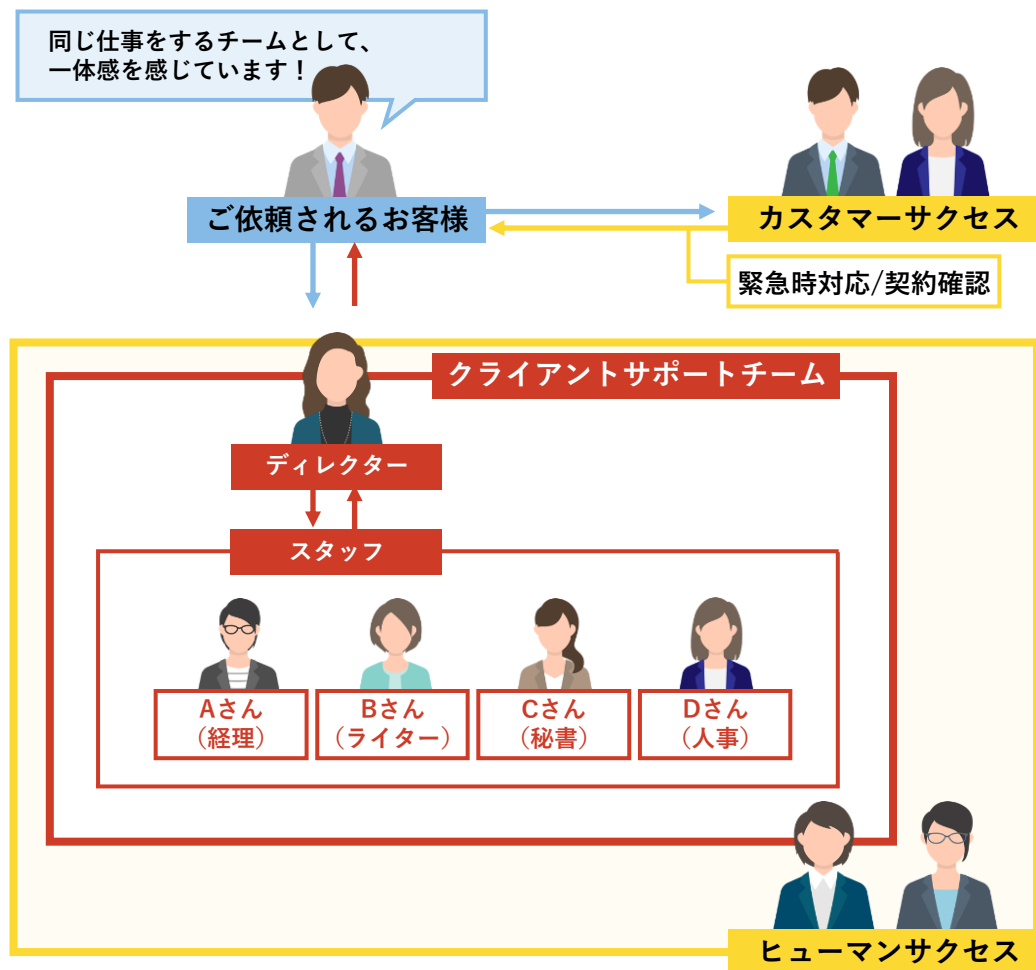 同じ仕事をするチームとして、
一体感を感じています！
ご依頼されるお客様
カスタマーサクセス
緊急時対応/契約確認
クライアントサポートチーム
ディレクター
スタッフ
Aさん
（経理）
Bさん
（ライター）
Cさん
（秘書）
Dさん
（人事）
ヒューマンサクセス